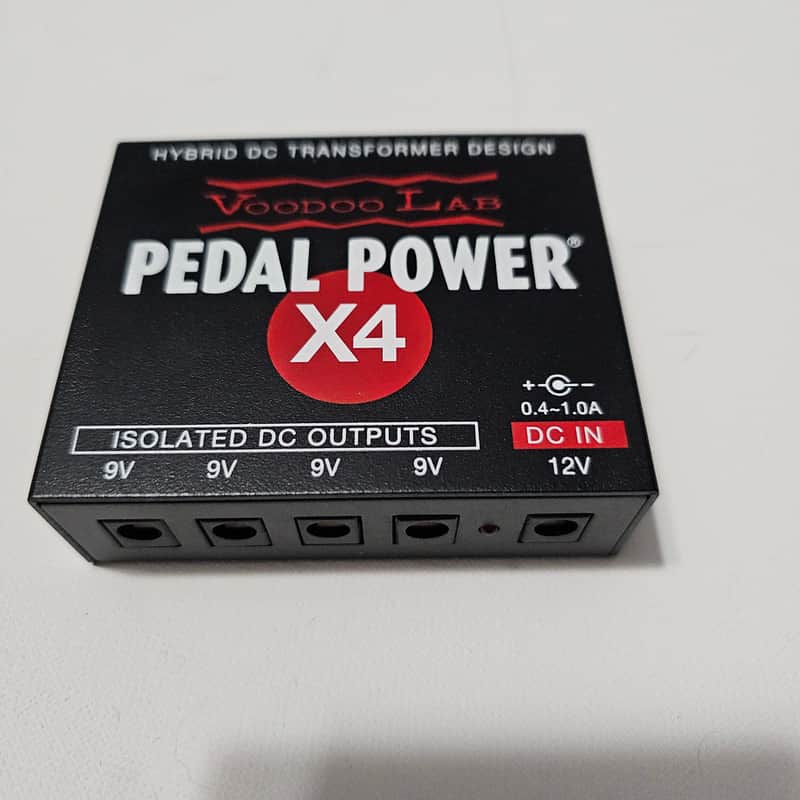 HYBRID DC TRANSFORMER DESIGN
VOODOO LAB
PEDAL POWER®
X4
+ -
0.4~1.0A
ISOLATED DC OUTPUTS DC IN
9V 9V 9V 9V 12V